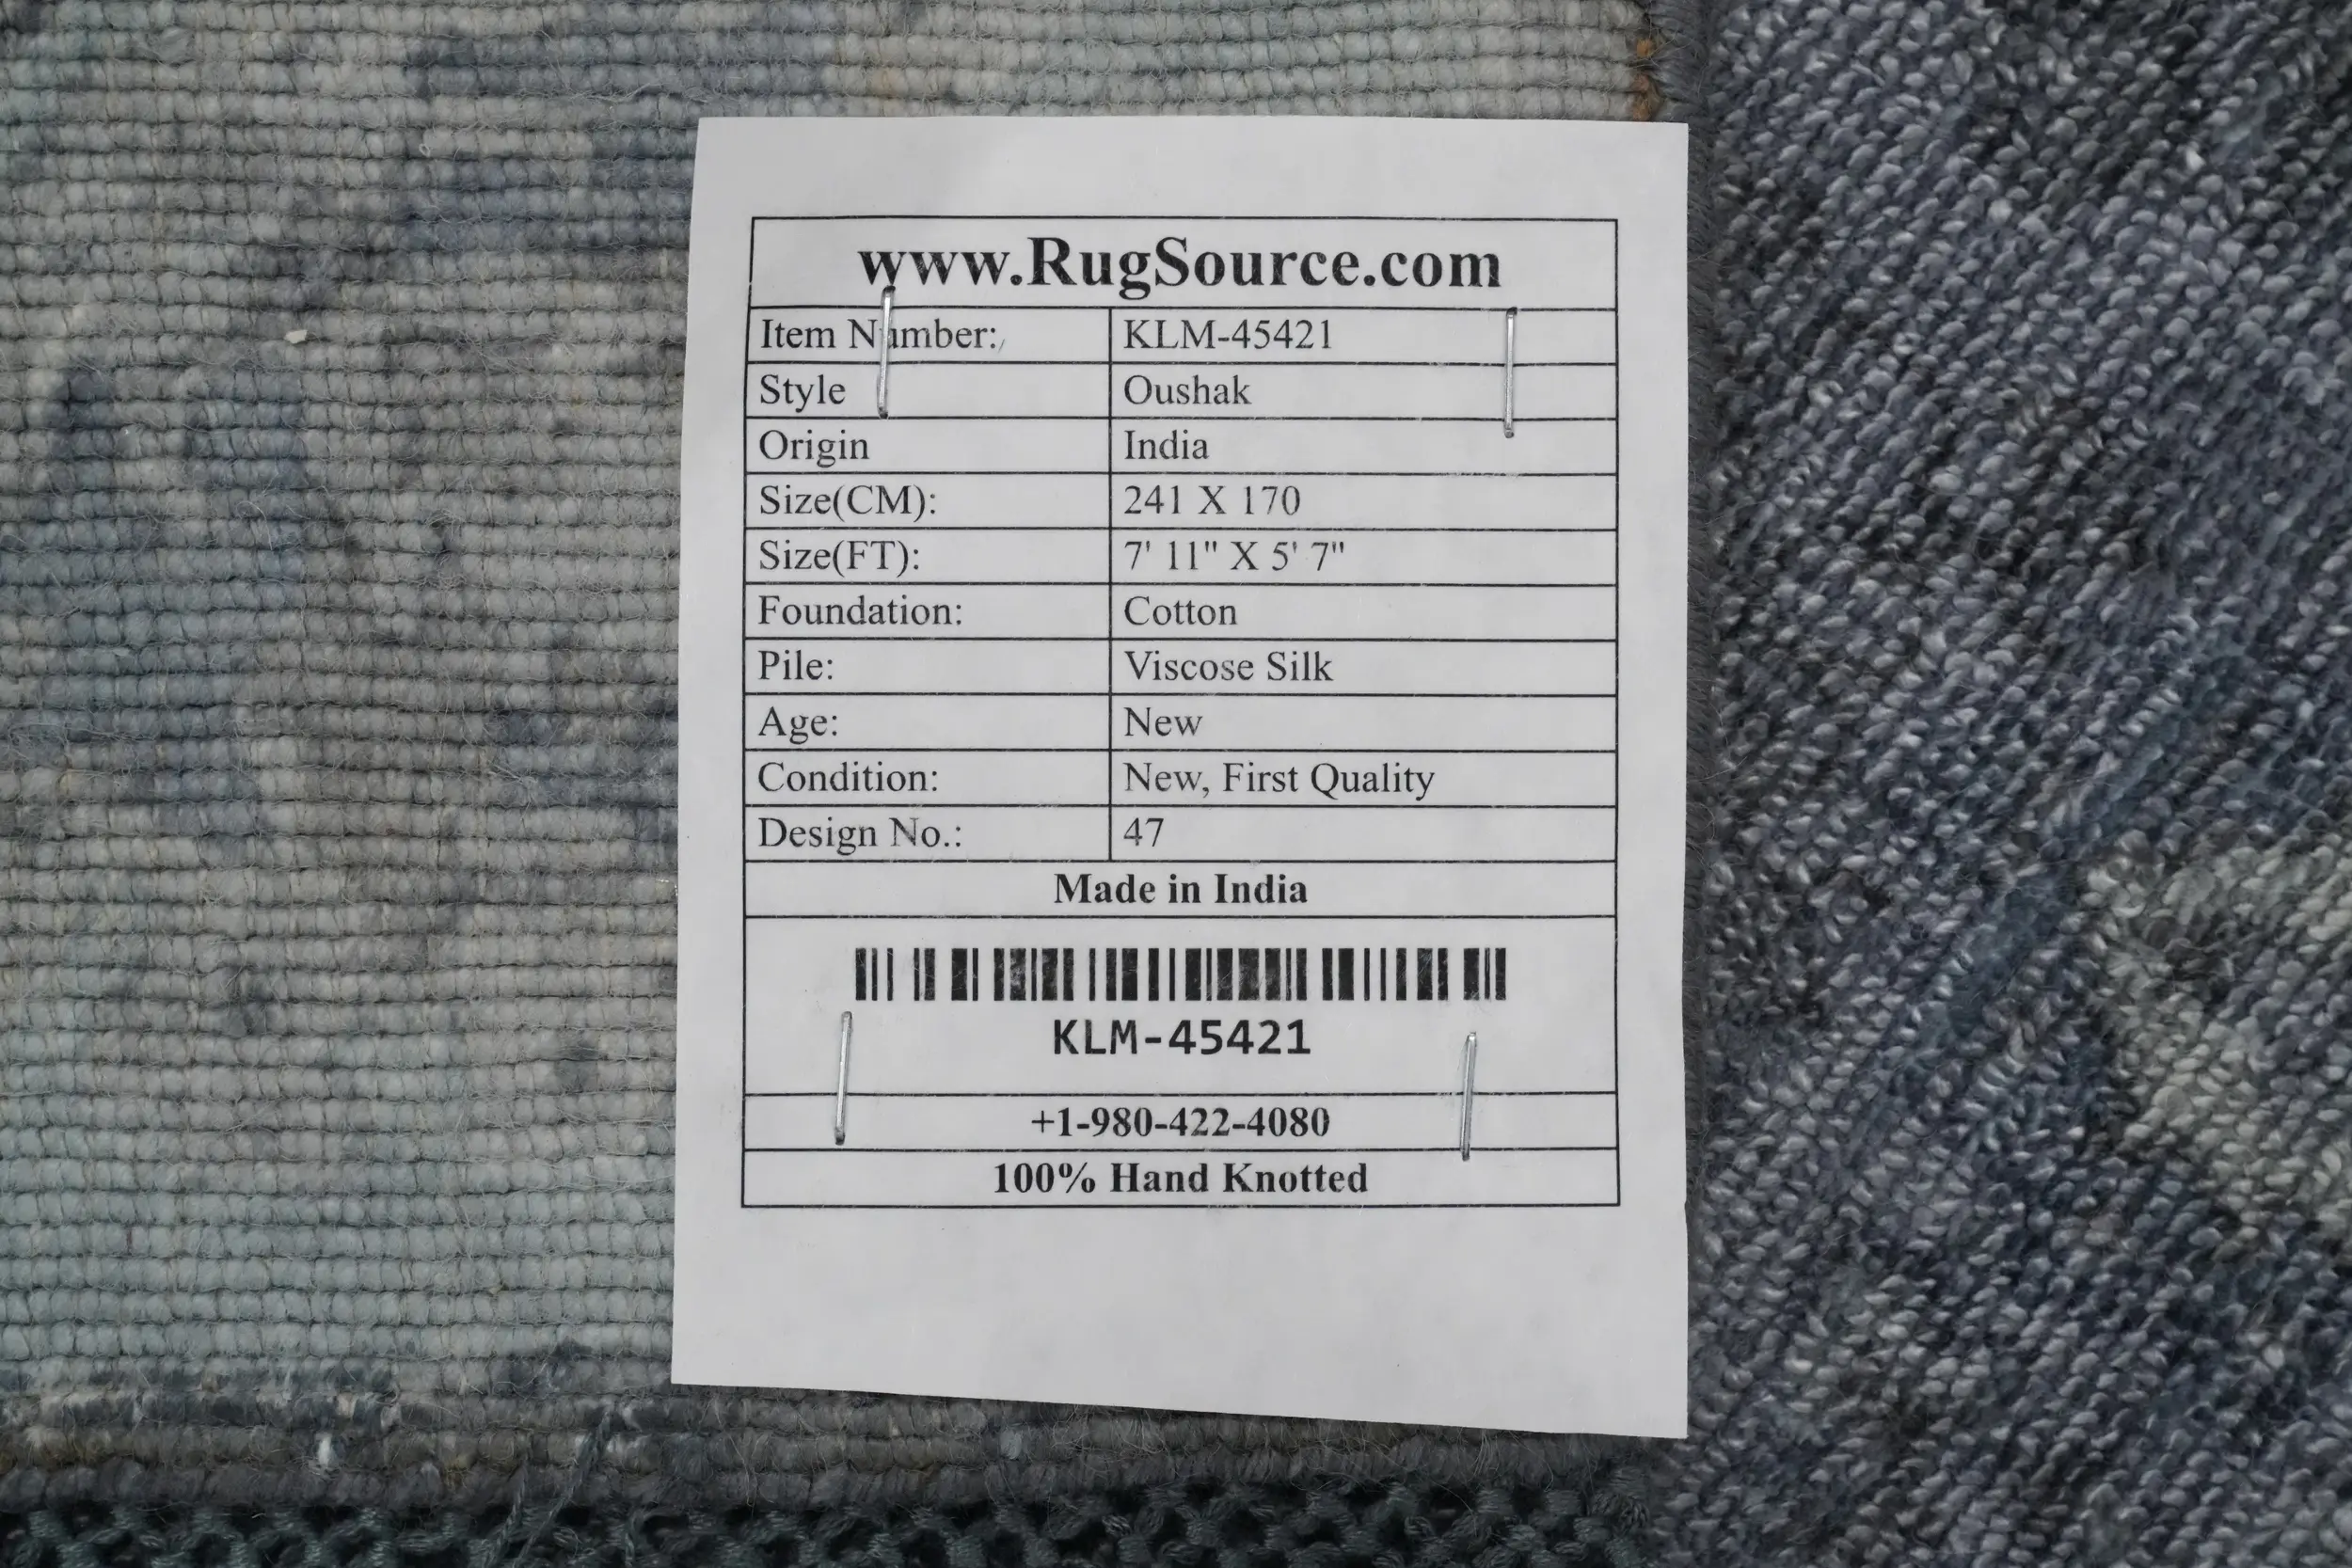 www.RugSource.com
Item Number: KLM-45421
Style Oushak
Origin India
Size(CM): 241 X 170
Size(FT): 7' 11" X 5' 7"
Foundation: Cotton
Pile: Viscose Silk
Age: New
Condition: New, First Quality
Design No.: 47
Made in India
KLM-45421
+1-980-422-4080
100% Hand Knotted